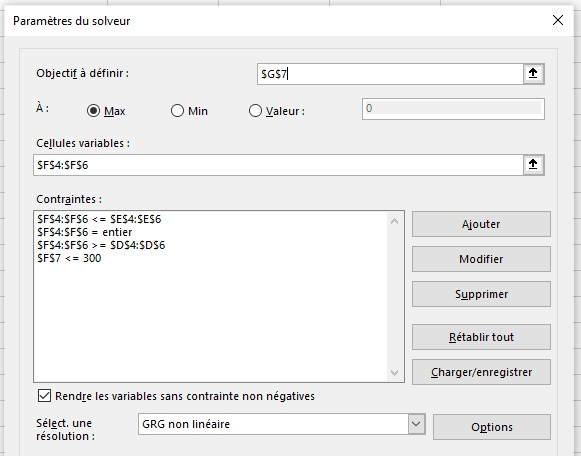 Paramètres du solveur
Objectif à définir :
$G$7
À :
Max
Min
Valeur :
0
Cellules variables :
$F$4:$F$6
Contraintes :
$F$4:$F$6 <= $E$4:$E$6
$F$4:$F$6 = entier
$F$4:$F$6 >= $D$4:$D$6
$F$7 <= 300
Ajouter
Modifier
Supprimer
Rétablir tout
Charger/enregistrer
Rendre les variables sans contrainte non négatives
Sélect. une
résolution :
GRG non linéaire
Options